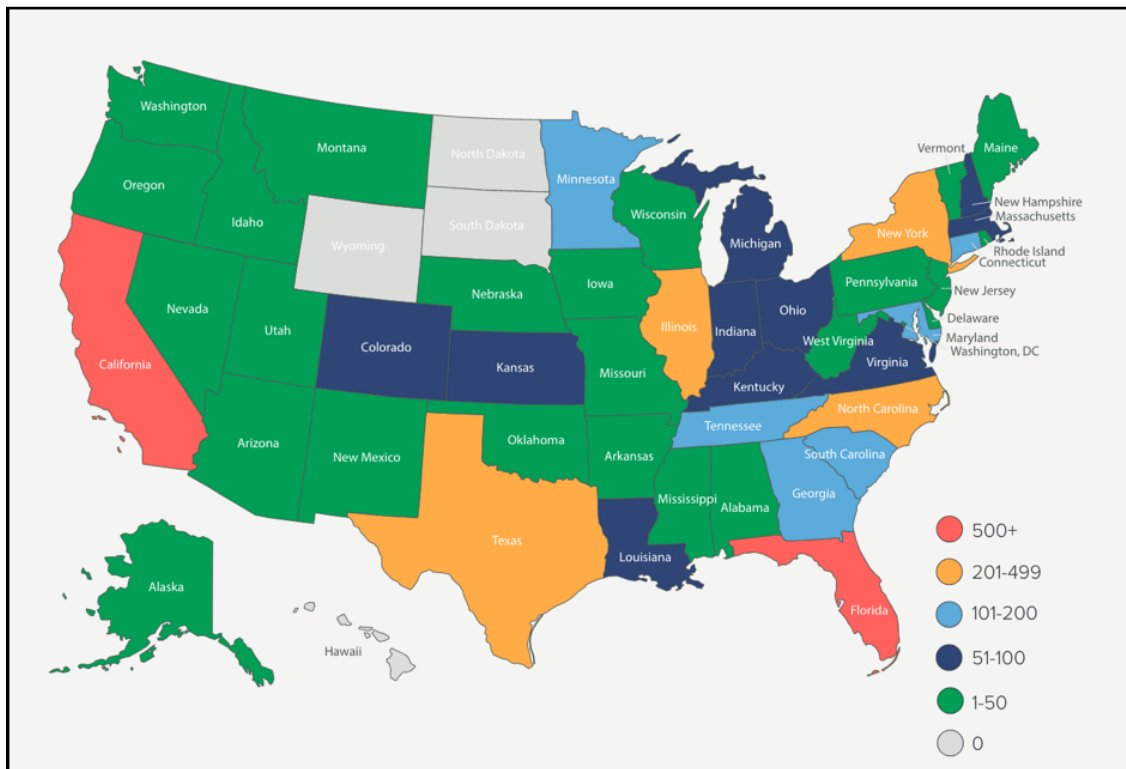 Washington
Maine
Vermont
Montana
North Dakota
Minnesota
Oregon
New Hampshire
Massachusetts
Wisconsin
Idaho
South Dakota
New York
Michigan
Wyoming
Rhode Island
Connecticut
Iowa
Pennsylvania
New Jersey
Nebraska
Nevada
Ohio
Delaware
Utah
Illinois
Indiana
Maryland
West Virginia
Washington, DC
Colorado
California
Kansas
Virginia
Missouri
Kentucky
North Carolina
Tennessee
Oklahoma
Arizona
South Carolina
New Mexico
Arkansas
Georgia
Mississippi
Alabama
500+
Texas
Louisiana
201-499
Alaska
Florida
101-200
Hawaii
51-100
1-50
0